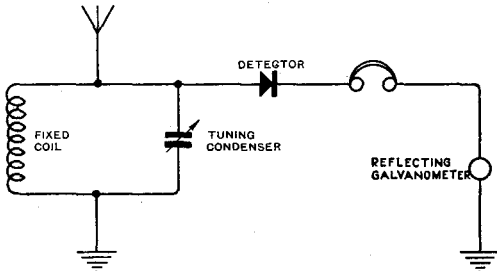 DETECTOR
FIXED
COIL
TUNING
CONDENSER
REFLECTING
GALVANOMETER